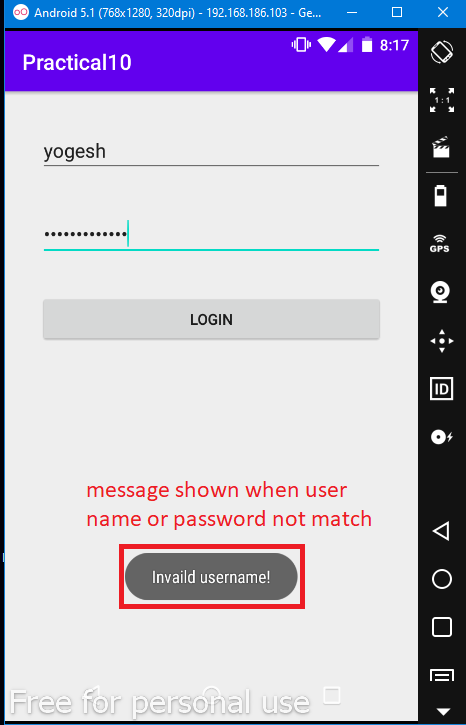 Android 5.1 (768x1280, 320dpi) - 192.168.186.103 - Ge...
8:17
Practical10
1 : 1
yogesh
•••••••••••••
GPS
LOGIN
ID
message shown when user
name or password not match
Invaild username!
Free for personal use